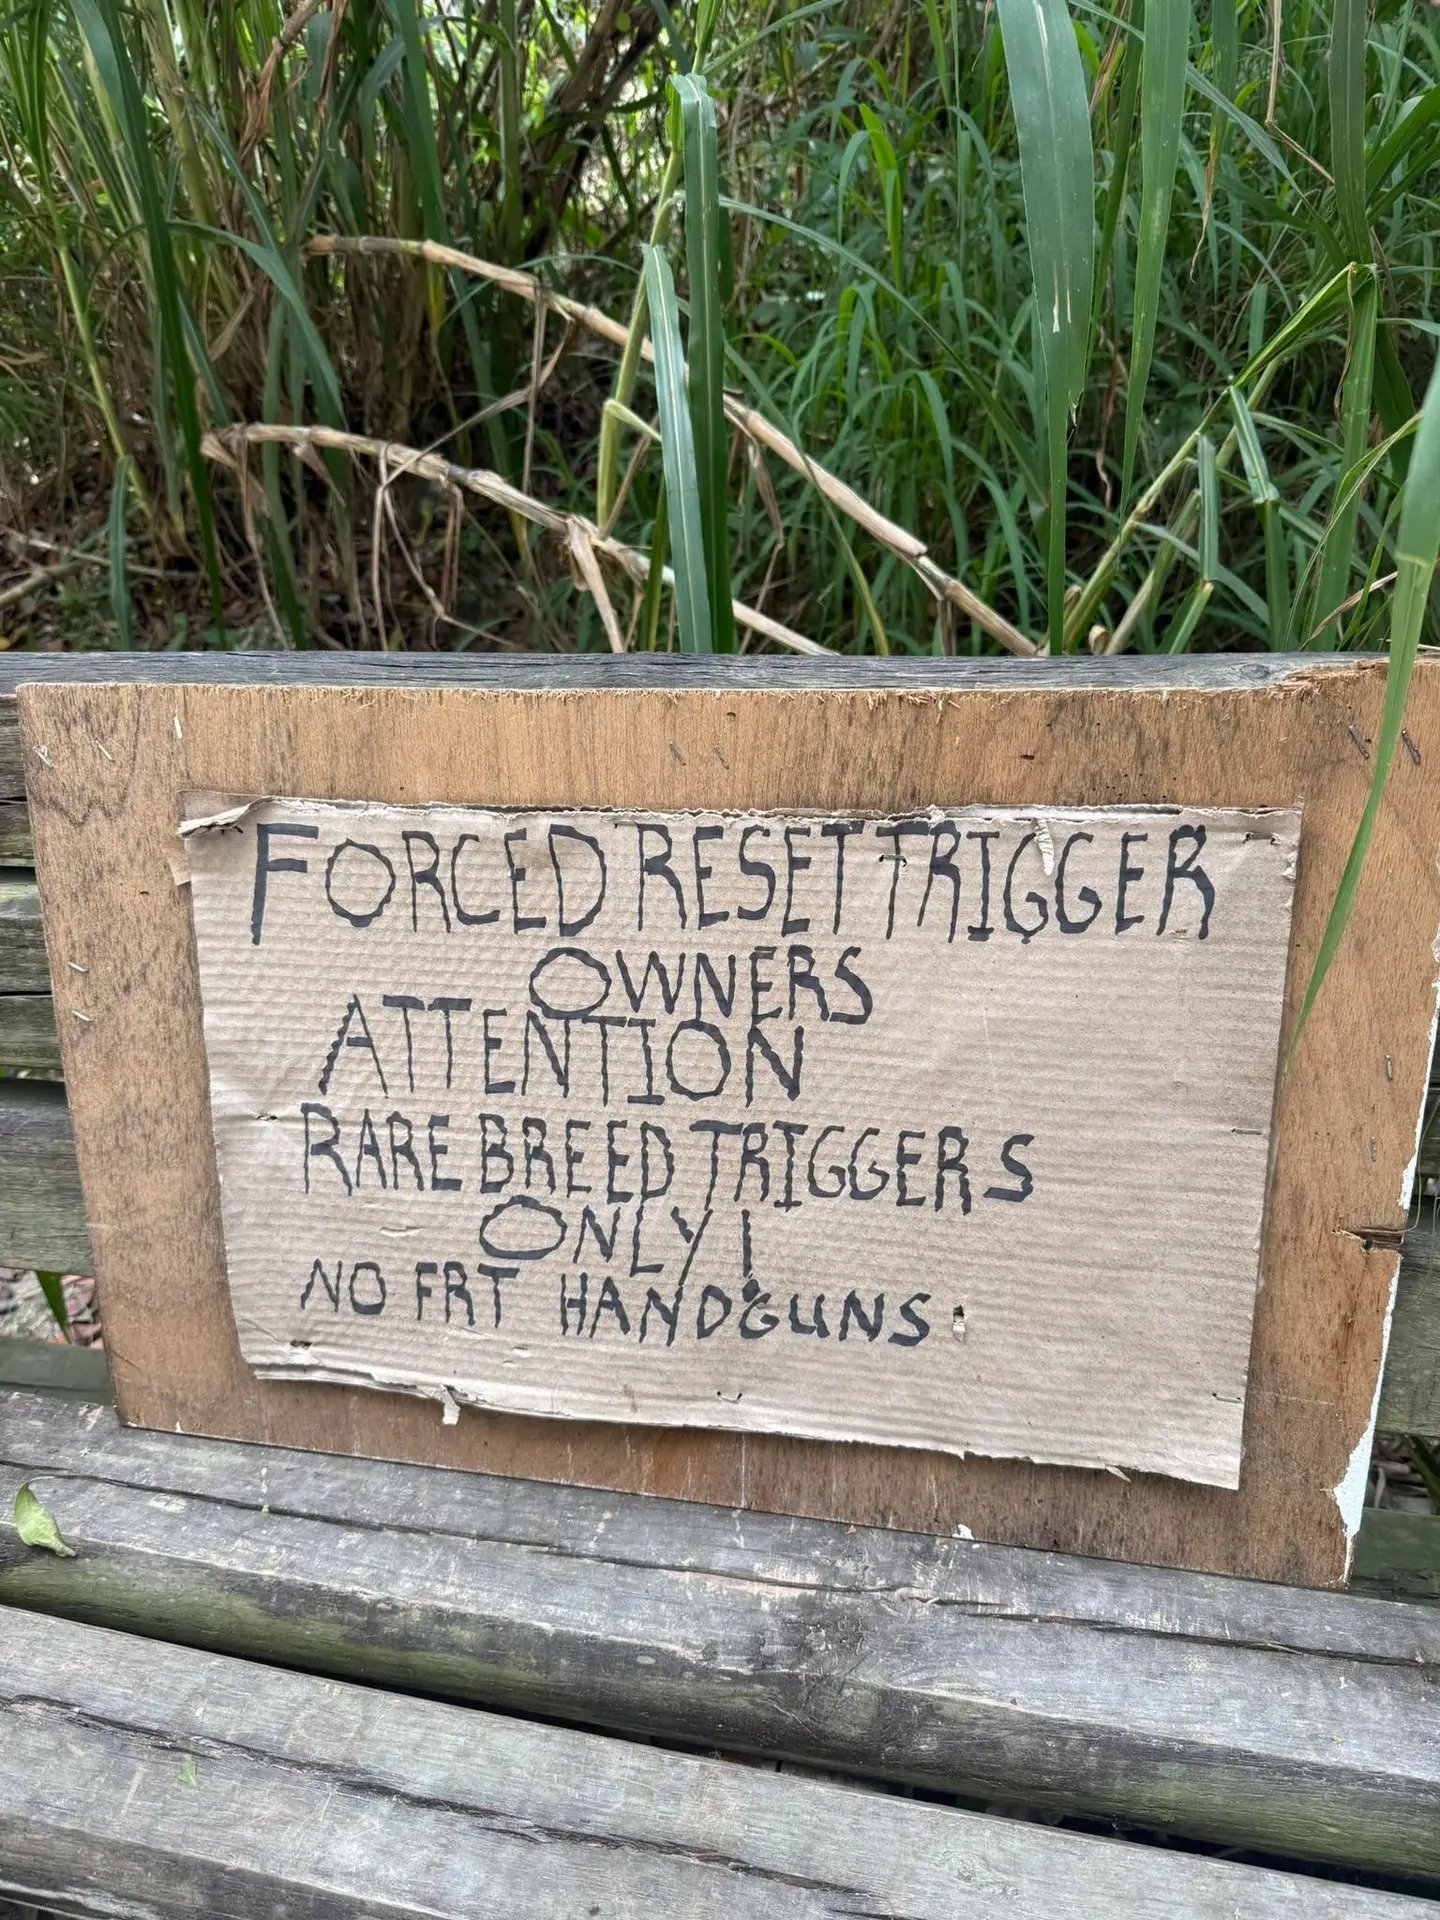 FORCED RESET TRIGGER
OWNERS
ATTENTION
RARE BREED TRIGGERS
ONLY!
NO FRT HANDGUNS